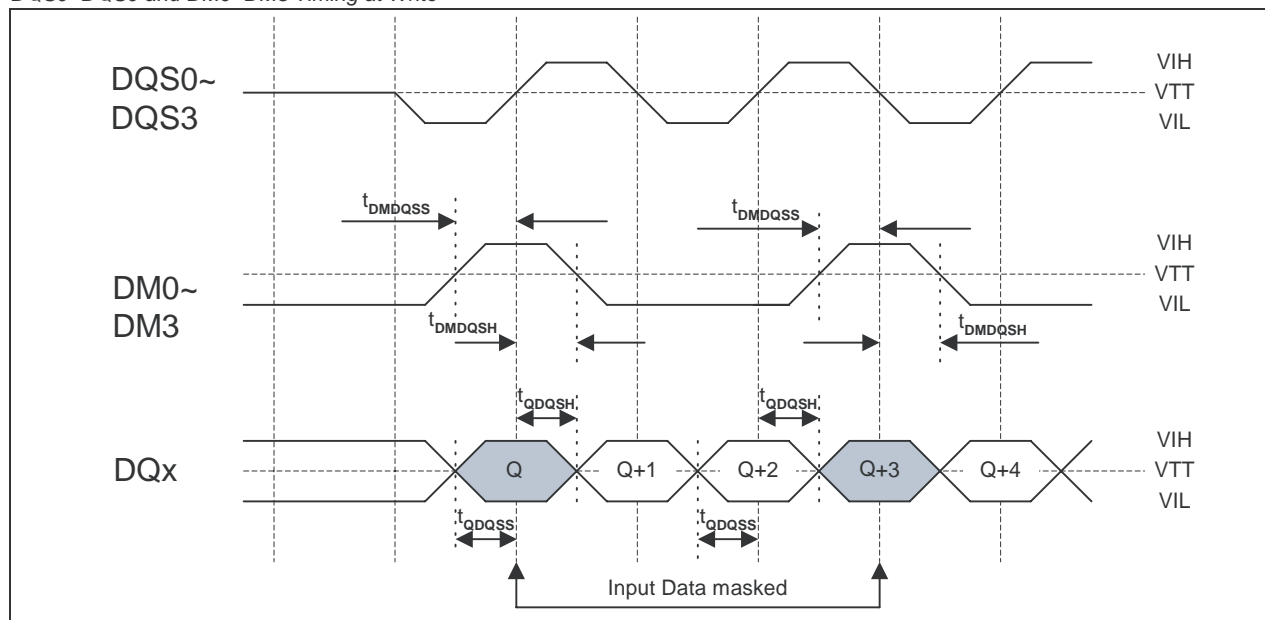 DQS0~
DQS3
VIH
VTT
VIL
tDMDQSS
tDMDQSS
DM0~
DM3
VIH
VTT
VIL
tDMDQSH
tDMDQSH
tQDQSH
tQDQSH
DQx
Q
Q+1
Q+2
Q+3
Q+4
VIH
VTT
VIL
tQDQSS
tQDQSS
Input Data masked